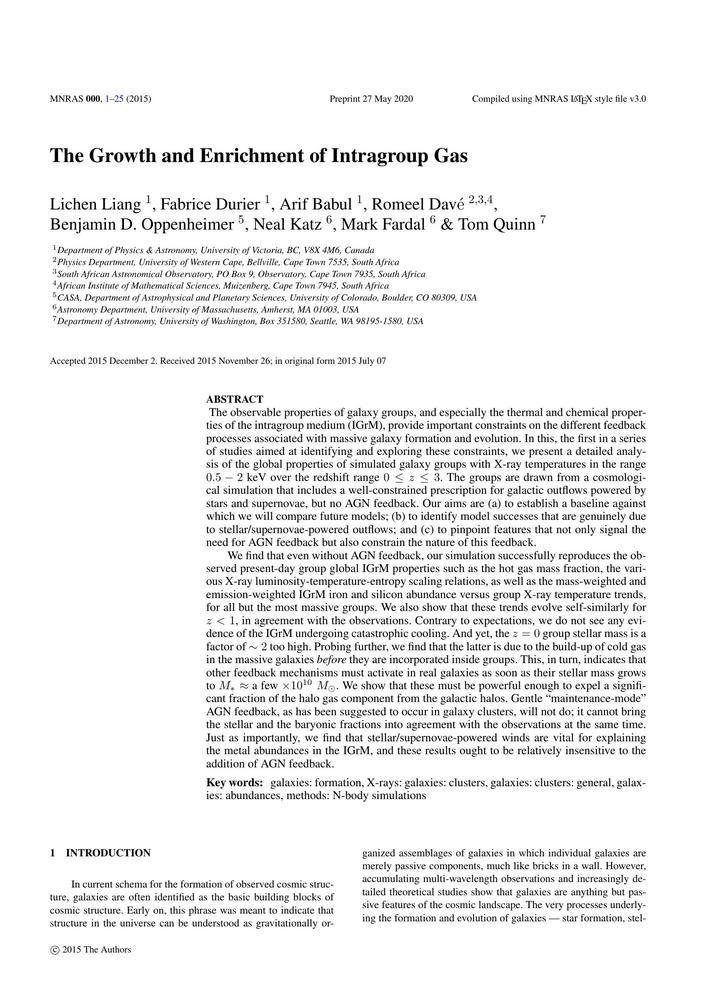 MNRAS 000, 1–25 (2015) Preprint 27 May 2020 Compiled using MNRAS LATEX style file v3.0
The Growth and Enrichment of Intragroup Gas
Lichen Liang 1, Fabrice Durier 1, Arif Babul 1, Romeel Davé 2,3,4,
Benjamin D. Oppenheimer 5, Neal Katz 6, Mark Fardal 6 & Tom Quinn 7
1Department of Physics & Astronomy, University of Victoria, BC, V8X 4M6, Canada
2Physics Department, University of Western Cape, Bellville, Cape Town 7535, South Africa
3South African Astronomical Observatory, PO Box 9, Observatory, Cape Town 7935, South Africa
4African Institute of Mathematical Sciences, Muizenberg, Cape Town 7945, South Africa
5CASA, Department of Astrophysical and Planetary Sciences, University of Colorado, Boulder, CO 80309, USA
6Astronomy Department, University of Massachusetts, Amherst, MA 01003, USA
7Department of Astronomy, University of Washington, Box 351580, Seattle, WA 98195-1580, USA
Accepted 2015 December 2. Received 2015 November 26; in original form 2015 July 07
ABSTRACT
The observable properties of galaxy groups, and especially the thermal and chemical proper-
ties of the intragroup medium (IGrM), provide important constraints on the different feedback
processes associated with massive galaxy formation and evolution. In this, the first in a series
of studies aimed at identifying and exploring these constraints, we present a detailed analy-
sis of the global properties of simulated galaxy groups with X-ray temperatures in the range
0.5 − 2 keV over the redshift range 0 ≤ z ≤ 3. The groups are drawn from a cosmologi-
cal simulation that includes a well-constrained prescription for galactic outflows powered by
stars and supernovae, but no AGN feedback. Our aims are (a) to establish a baseline against
which we will compare future models; (b) to identify model successes that are genuinely due
to stellar/supernovae-powered outflows; and (c) to pinpoint features that not only signal the
need for AGN feedback but also constrain the nature of this feedback.
We find that even without AGN feedback, our simulation successfully reproduces the ob-
served present-day group global IGrM properties such as the hot gas mass fraction, the vari-
ous X-ray luminosity-temperature-entropy scaling relations, as well as the mass-weighted and
emission-weighted IGrM iron and silicon abundance versus group X-ray temperature trends,
for all but the most massive groups. We also show that these trends evolve self-similarly for
z < 1, in agreement with the observations. Contrary to expectations, we do not see any evi-
dence of the IGrM undergoing catastrophic cooling. And yet, the z = 0 group stellar mass is a
factor of ∼ 2 too high. Probing further, we find that the latter is due to the build-up of cold gas
in the massive galaxies before they are incorporated inside groups. This, in turn, indicates that
other feedback mechanisms must activate in real galaxies as soon as their stellar mass grows
to M∗ ≈ a few ×10^10 M⊙. We show that these must be powerful enough to expel a signifi-
cant fraction of the halo gas component from the galactic halos. Gentle “maintenance-mode”
AGN feedback, as has been suggested to occur in galaxy clusters, will not do; it cannot bring
the stellar and the baryonic fractions into agreement with the observations at the same time.
Just as importantly, we find that stellar/supernovae-powered winds are vital for explaining
the metal abundances in the IGrM, and these results ought to be relatively insensitive to the
addition of AGN feedback.
Key words: galaxies: formation, X-rays: galaxies: clusters, galaxies: clusters: general, galax-
ies: abundances, methods: N-body simulations
1 INTRODUCTION
In current schema for the formation of observed cosmic struc-
ture, galaxies are often identified as the basic building blocks of
cosmic structure. Early on, this phrase was meant to indicate that
structure in the universe can be understood as gravitationally or-
ganized assemblages of galaxies in which individual galaxies are
merely passive components, much like bricks in a wall. However,
accumulating multi-wavelength observations and increasingly de-
tailed theoretical studies show that galaxies are anything but pas-
sive features of the cosmic landscape. The very processes underly-
ing the formation and evolution of galaxies — star formation, stel-
© 2015 The Authors